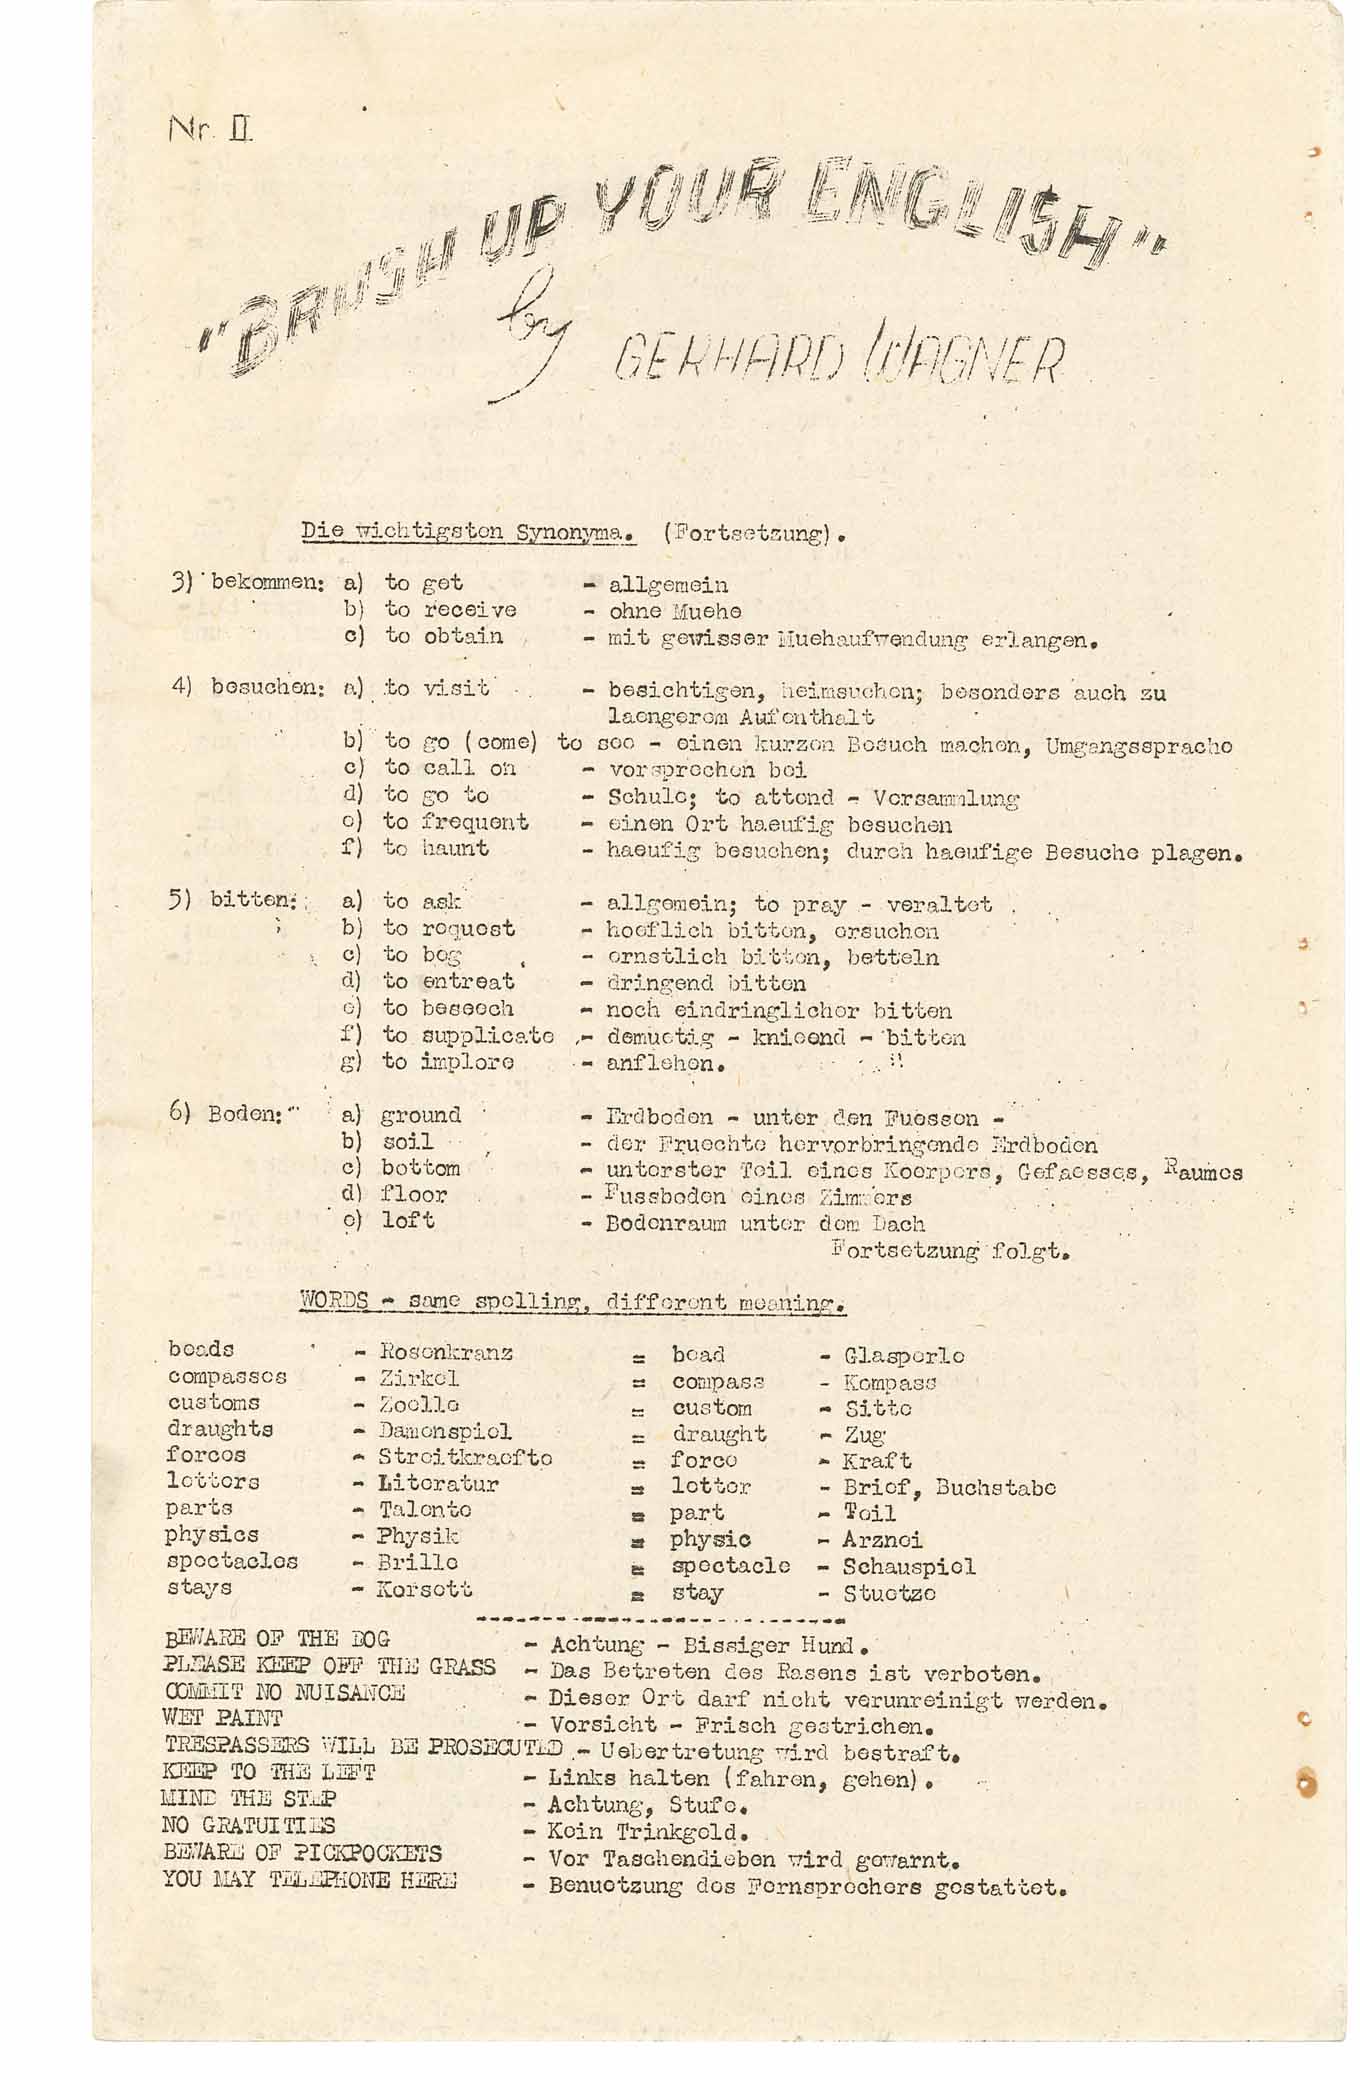 Nr. II.
"BRUSH UP YOUR ENGLISH"
by GERHARD WAGNER
Die wichtigsten Synonyma. (Fortsetzung).
3) bekommen: a) to get - allgemein
b) to receive - ohne Muehe
c) to obtain - mit gewisser Muehaufwendung erlangen.
4) besuchen: a) to visit - besichtigen, heimsuchen; besonders auch zu
laengerem Aufenthalt
b) to go (come) to see - einen kurzen Besuch machen, Umgangssprache
c) to call on - vorsprechen bei
d) to go to - Schule; to attend - Versammlung
e) to frequent - einen Ort haeufig besuchen
f) to haunt - haeufig besuchen; durch haeufige Besuche plagen.
5) bitten: a) to ask - allgemein; to pray - veraltet
b) to request - hoeflich bitten, ersuchen
c) to beg - ernstlich bitten, betteln
d) to entreat - dringend bitten
e) to beseech - noch eindringlicher bitten
f) to supplicate - demuetig - knieend - bitten
g) to implore - anflehen.
6) Boden: a) ground - Erdboden - unter den Fuessen -
b) soil - der Fruechte hervorbringende Erdboden
c) bottom - unterster Teil eines Koerpers, Gefaesses, Raumes
d) floor - Fussboden eines Zimmers
e) loft - Bodenraum unter dem Dach
Fortsetzung folgt.
WORDS - same spelling, different meaning.
beads - Rosenkranz = bead - Glasperle
compasses - Zirkel = compass - Kompass
customs - Zoelle = custom - Sitte
draughts - Damenspiel = draught - Zug
forces - Streitkraefte = force - Kraft
letters - Literatur = letter - Brief, Buchstabe
parts - Talente = part - Teil
physics - Physik = physic - Arznei
spectacles - Brille = spectacle - Schauspiel
stays - Korsett = stay - Stuetze
BEWARE OF THE DOG - Achtung - Bissiger Hund.
PLEASE KEEP OFF THE GRASS - Das Betreten des Rasens ist verboten.
COMMIT NO NUISANCE - Dieser Ort darf nicht verunreinigt werden.
WET PAINT - Vorsicht - Frisch gestrichen.
TRESPASSERS WILL BE PROSECUTED - Uebertretung wird bestraft.
KEEP TO THE LEFT - Links halten (fahren, gehen).
MIND THE STEP - Achtung, Stufe.
NO GRATUITIES - Kein Trinkgeld.
BEWARE OF PICKPOCKETS - Vor Taschendieben wird gewarnt.
YOU MAY TELEPHONE HERE - Benuetzung des Fernsprechers gestattet.